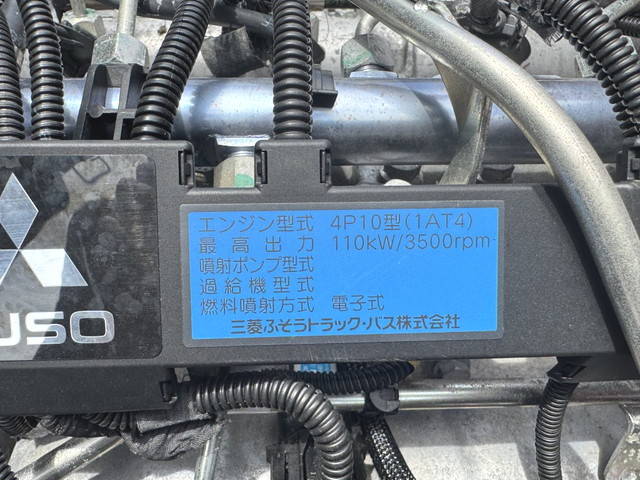 エンジン型式 4P10型(1AT4)
最高出力 110kW/3500rpm
噴射ポンプ型式
過給機型式
燃料噴射方式 電子式
三菱ふそうトラック・バス株式会社
USO